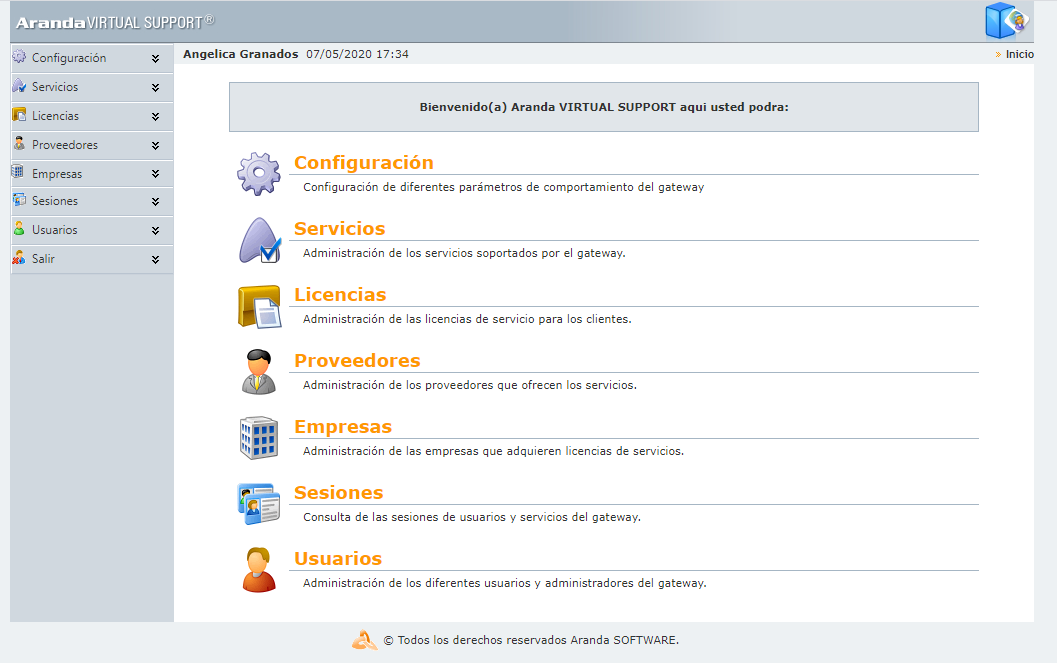 ArandaVIRTUAL SUPPORT®
Configuración
Servicios
Licencias
Proveedores
Empresas
Sesiones
Usuarios
Salir
Angelica Granados 07/05/2020 17:34
» Inicio
Bienvenido(a) Aranda VIRTUAL SUPPORT aqui usted podra:
Configuración
Configuración de diferentes parámetros de comportamiento del gateway
Servicios
Administración de los servicios soportados por el gateway.
Licencias
Administración de las licencias de servicio para los clientes.
Proveedores
Administración de los proveedores que ofrecen los servicios.
Empresas
Administración de las empresas que adquieren licencias de servicios.
Sesiones
Consulta de las sesiones de usuarios y servicios del gateway.
Usuarios
Administración de los diferentes usuarios y administradores del gateway.
© Todos los derechos reservados Aranda SOFTWARE.